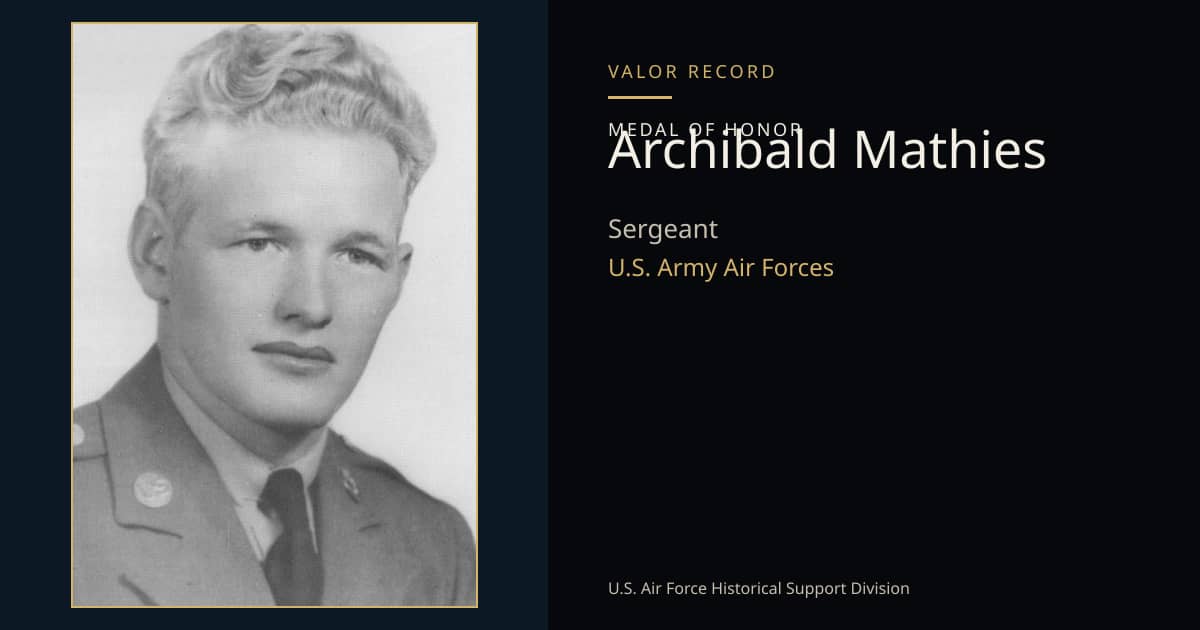 VALOR RECORD
MEDAL OF HONOR
Archibald Mathies
Sergeant
U.S. Army Air Forces
U.S. Air Force Historical Support Division